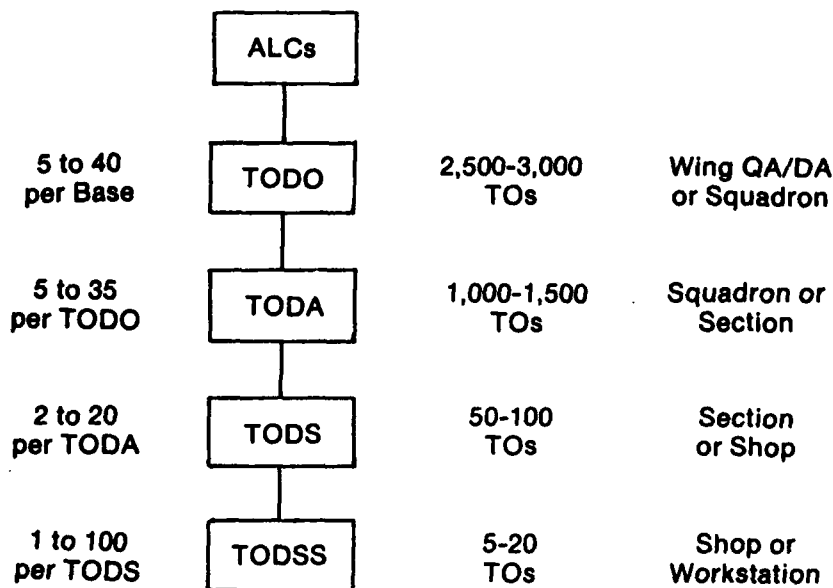 ALCs
5 to 40
per Base
TODO
2,500-3,000
TOs
Wing QA/DA
or Squadron
5 to 35
per TODO
TODA
1,000-1,500
TOs
Squadron or
Section
2 to 20
per TODA
TODS
50-100
TOs
Section
or Shop
1 to 100
per TODS
TODSS
5-20
TOs
Shop or
Workstation